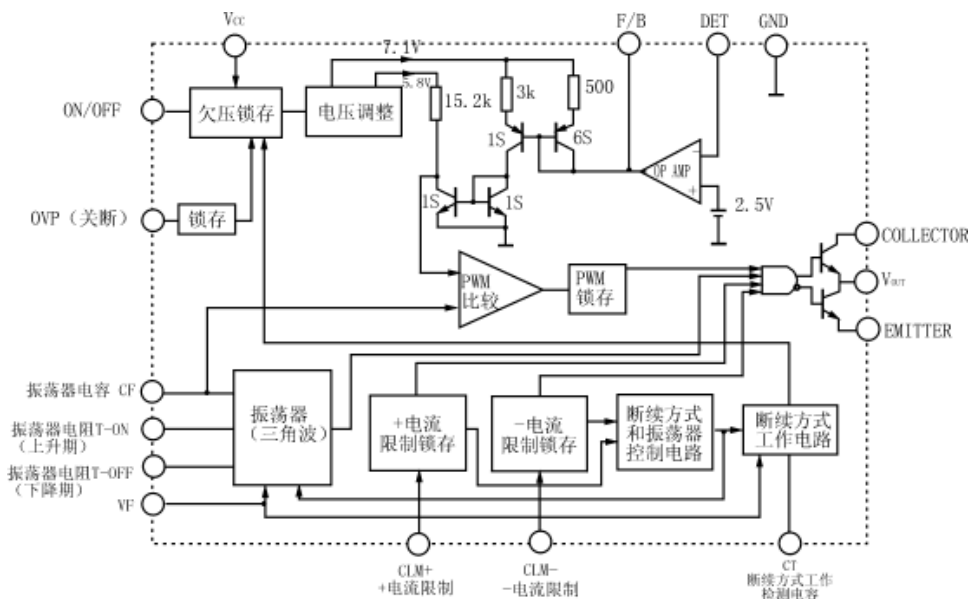 Vcc
F/B
DET
GND
7.1V
5.8V
ON/OFF
欠压锁存
电压调整
15.2k
3k
500
1S
6S
OP AMP
-
+
2.5V
OVP（关断）
锁存
1S
1S
COLLECTOR
PWM
比较
PWM
锁存
VOUT
EMITTER
振荡器电容 CF
振荡器电阻T-ON
(上升期)
振荡器电阻T-OFF
(下降期)
VF
振荡器
(三角波)
+电流
限制锁存
-电流
限制锁存
断续方式
和振荡器
控制电路
断续方式
工作电路
CLM+
+电流限制
CLM-
-电流限制
CT
断续方式工作
检测电容